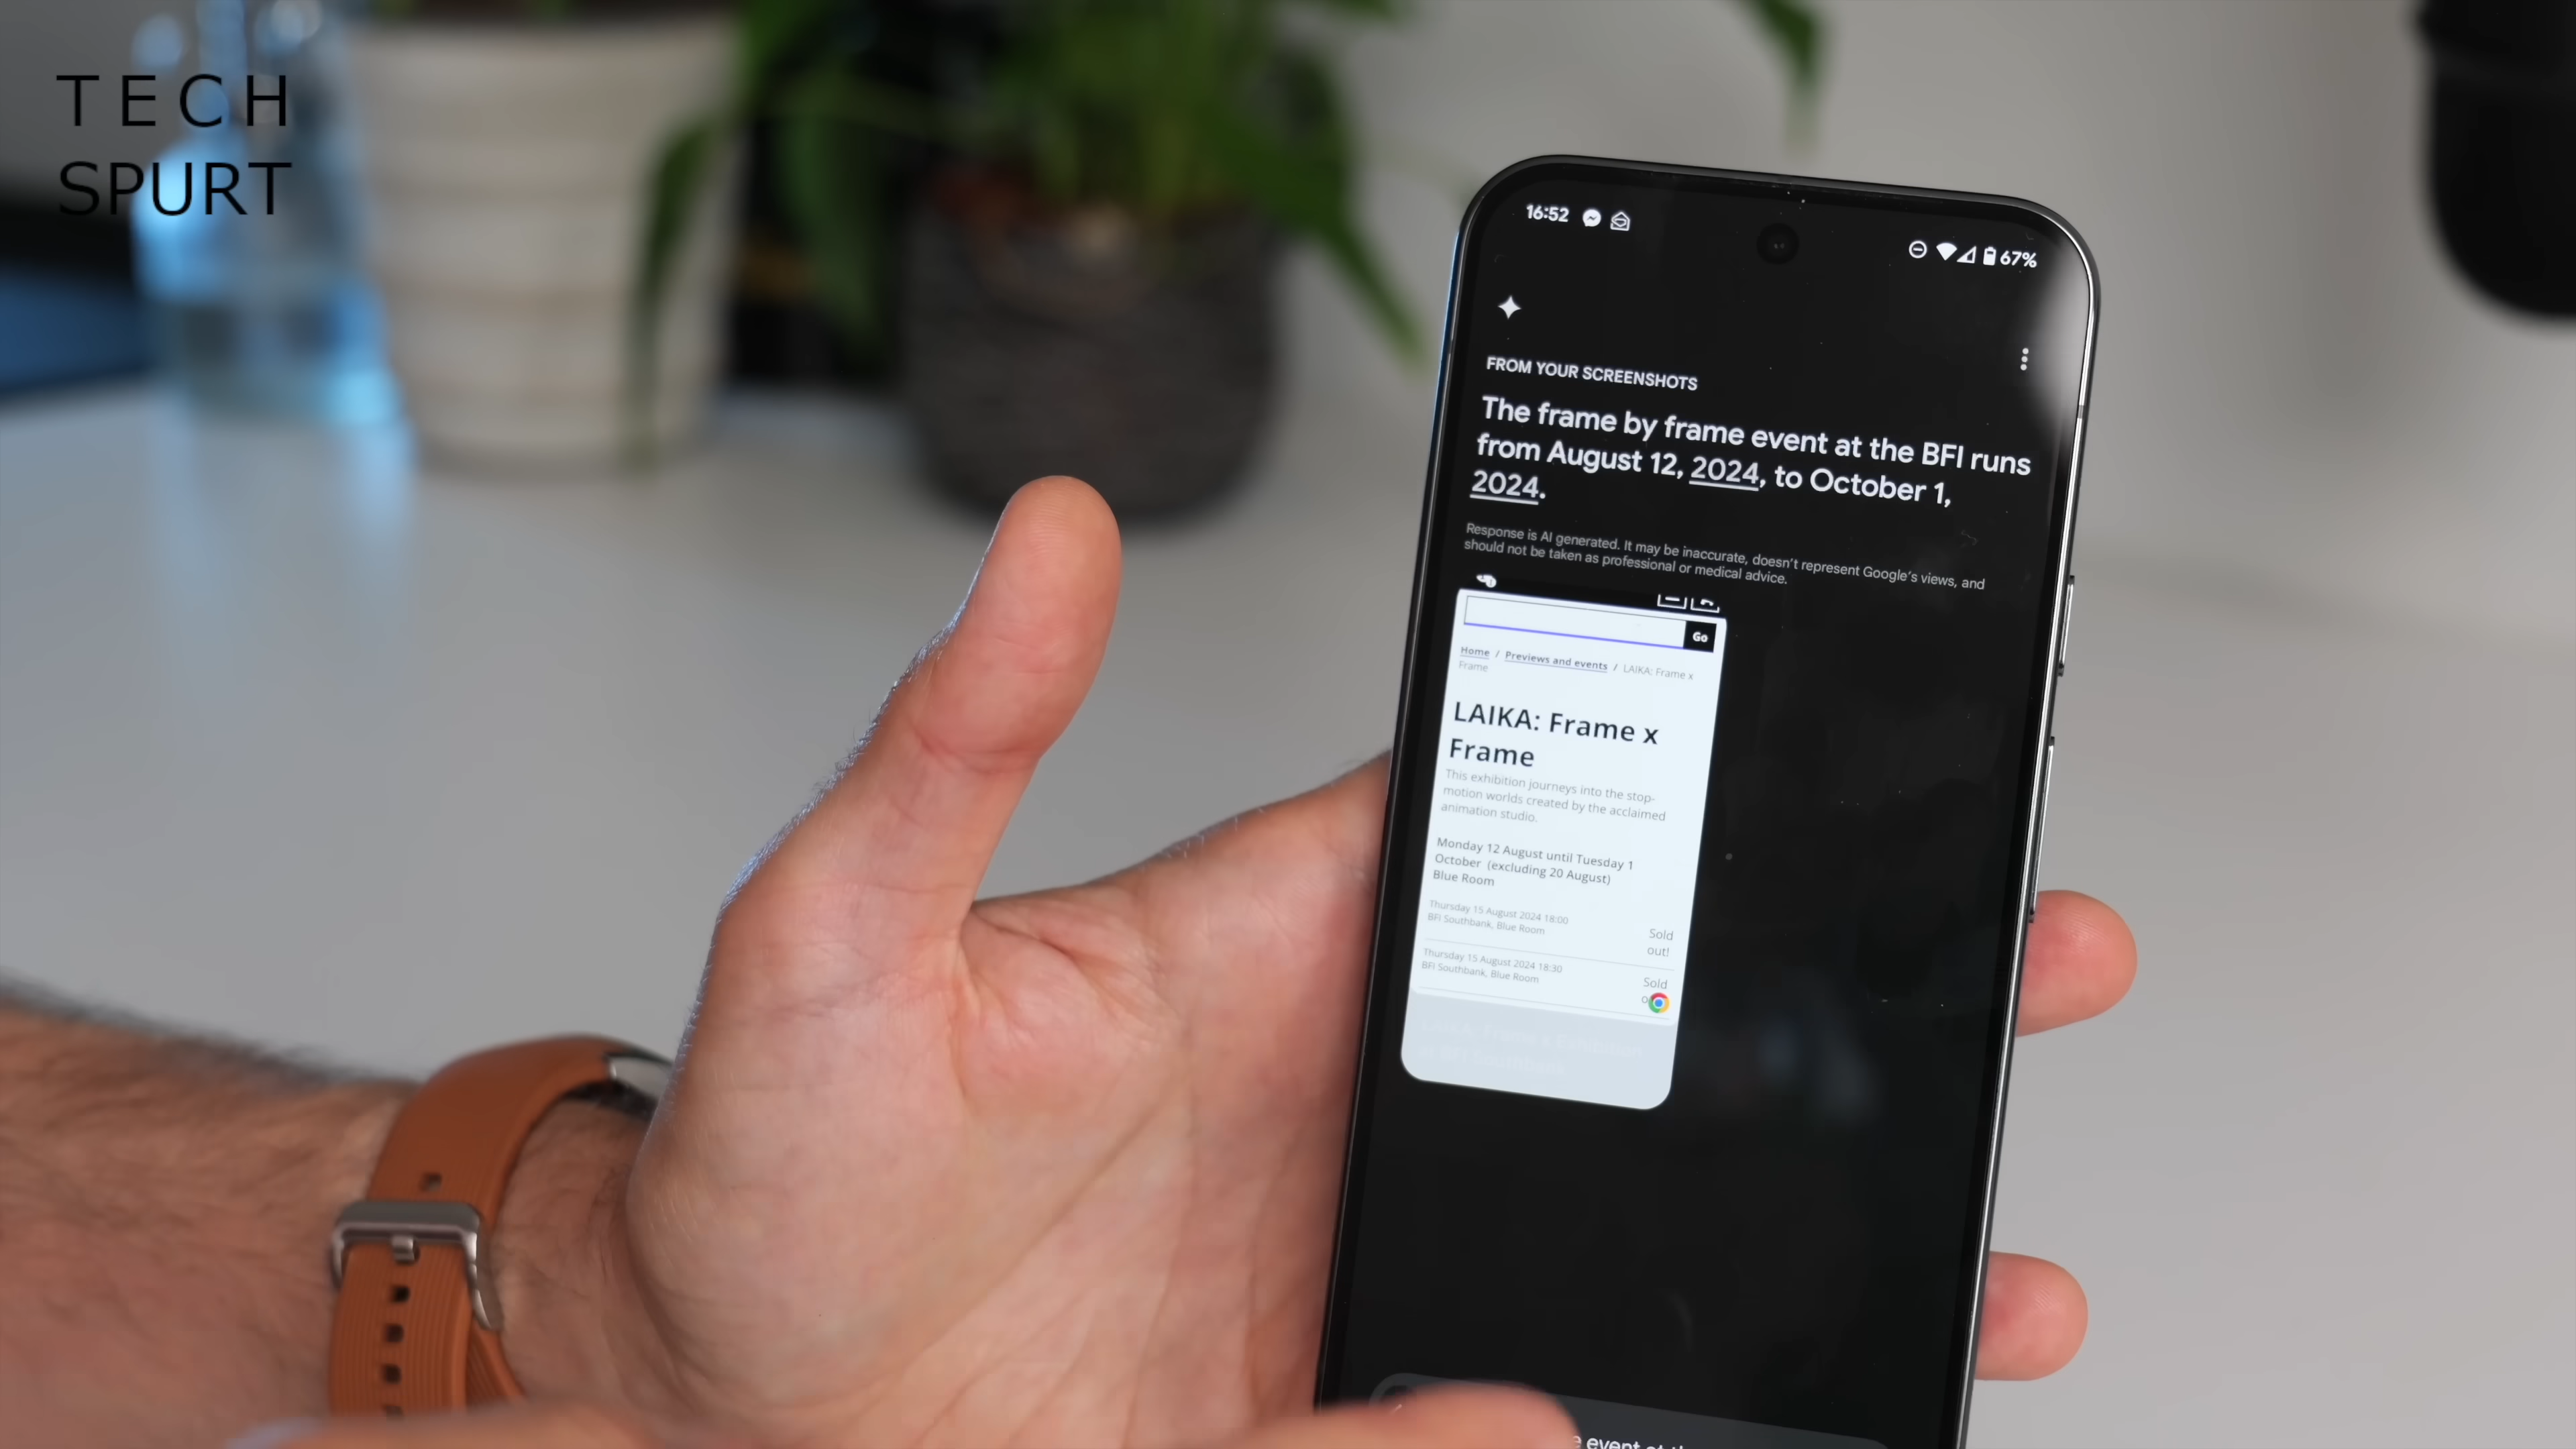 TECH
SPURT
16:52
67%
FROM YOUR SCREENSHOTS
The frame by frame event at the BFI runs
from August 12, 2024, to October 1,
2024.
Response is AI generated. It may be inaccurate, doesn't represent Google's views, and
should not be taken as professional or medical advice.
Go
Home / Previews and events / LAIKA: Frame x
Frame
LAIKA: Frame x
Frame
This exhibition journeys into the stop-
motion worlds created by the acclaimed
animation studio.
Monday 12 August until Tuesday 1
October (excluding 20 August)
Blue Room
Thursday 15 August 2024 18:00
BFI Southbank, Blue Room
Sold
out!
Thursday 15 August 2024 18:30
BFI Southbank, Blue Room
Sold
event at